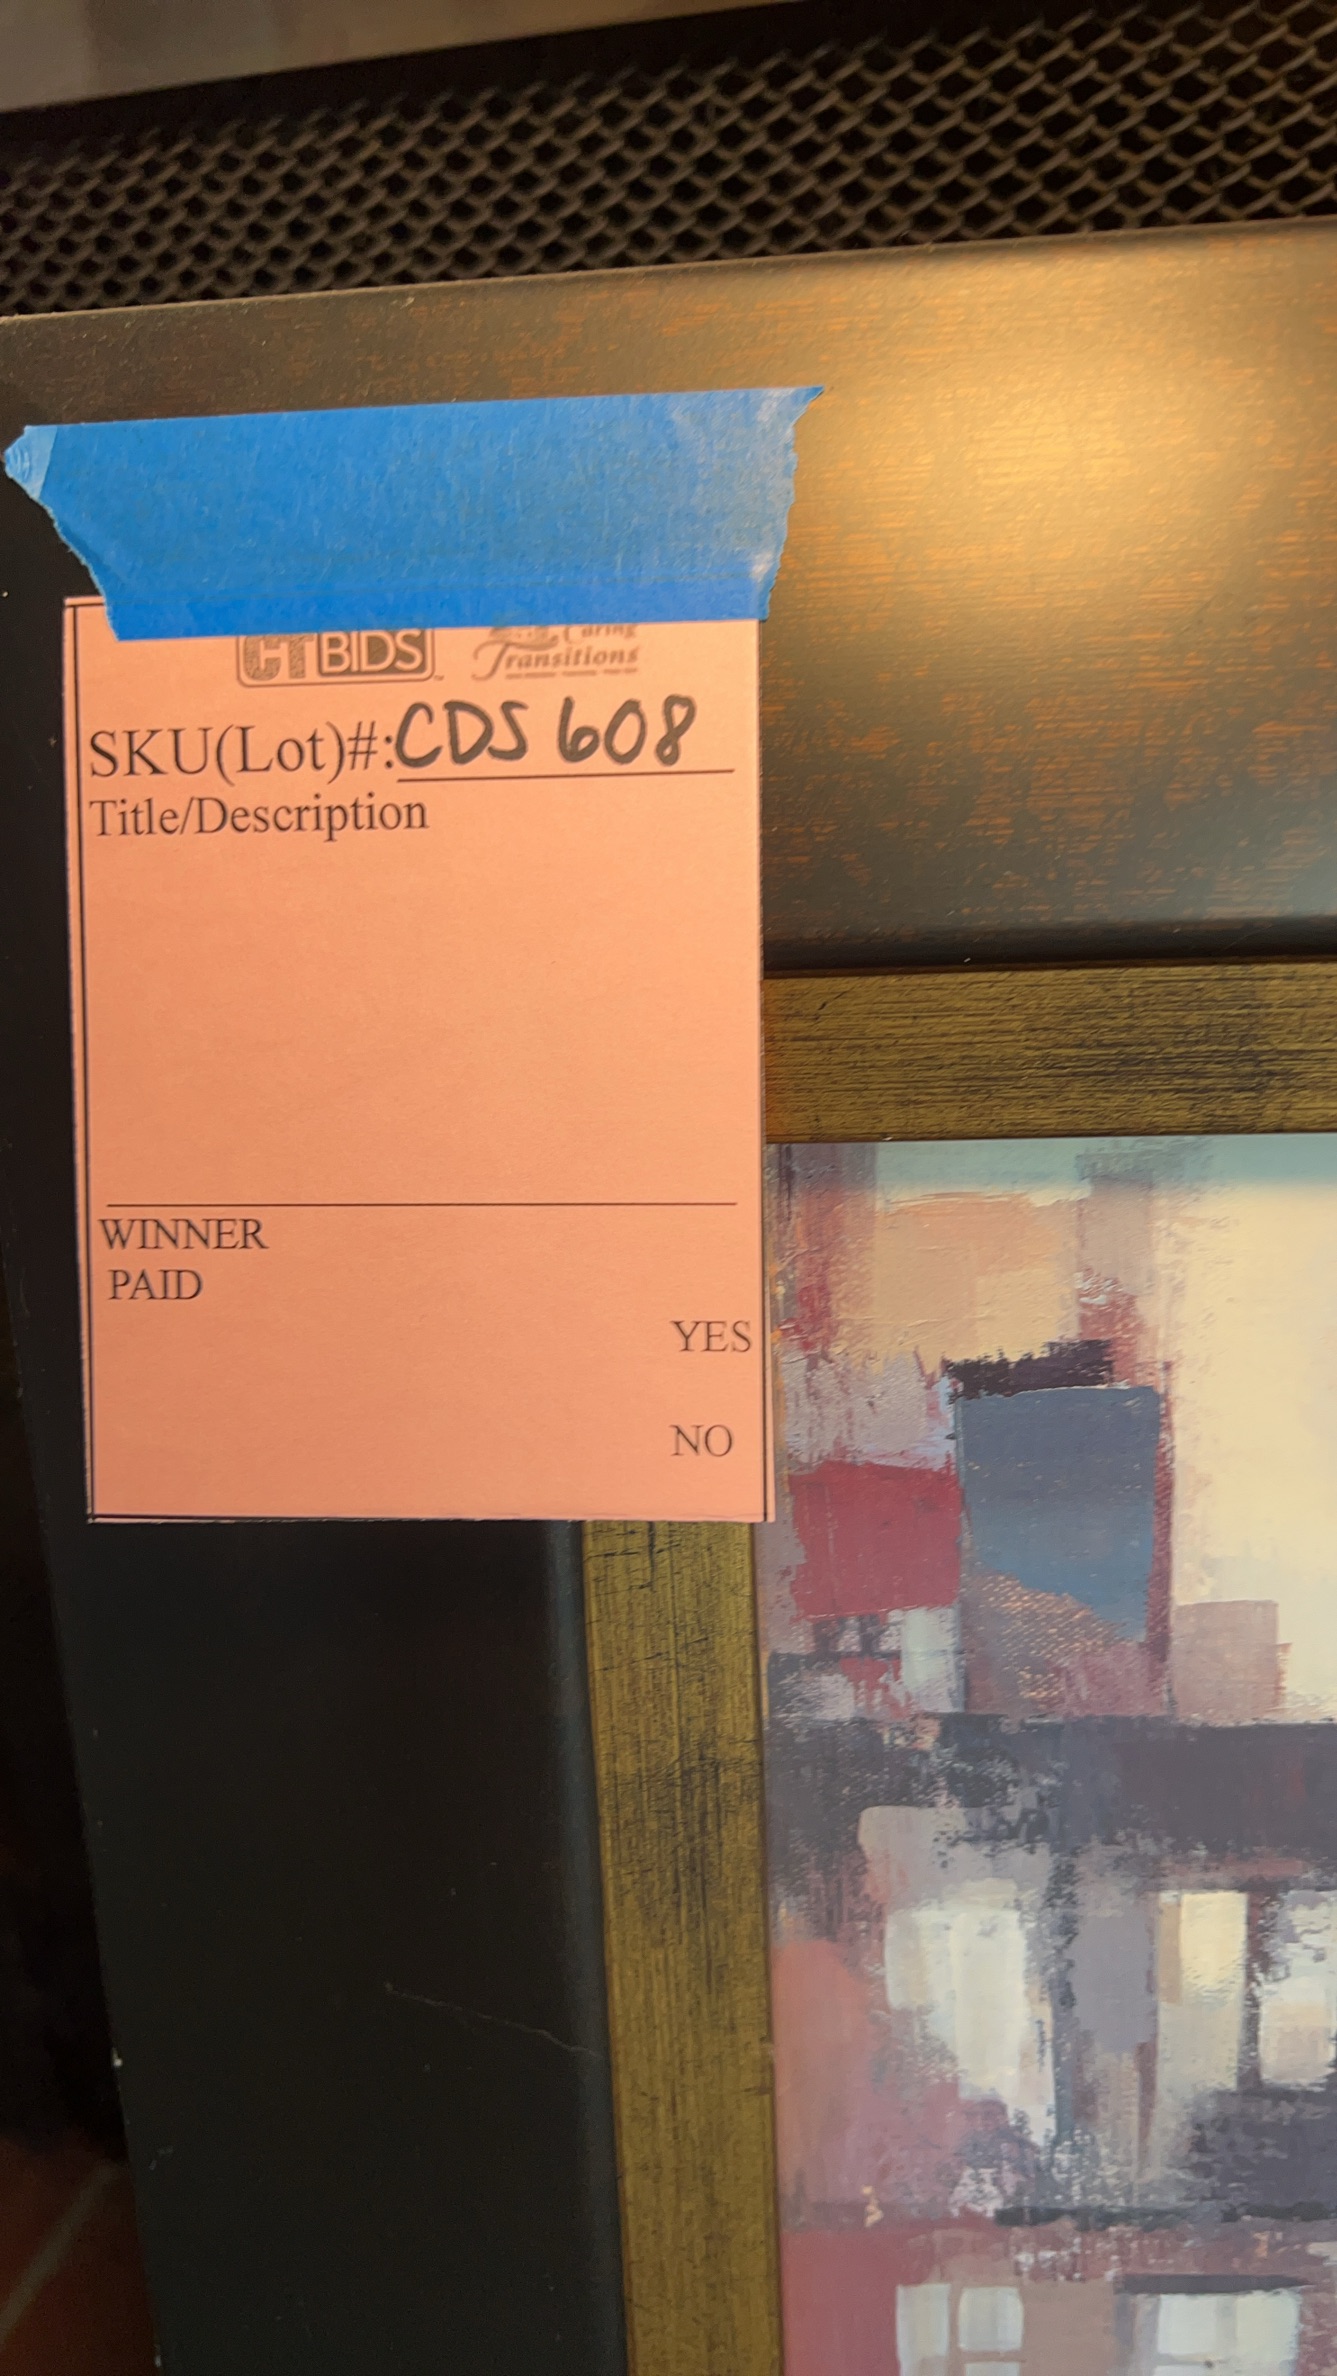 CTBIDS Caring
Transitions
SKU(Lot)#: CDS 608
Title/Description
WINNER
PAID
YES
NO